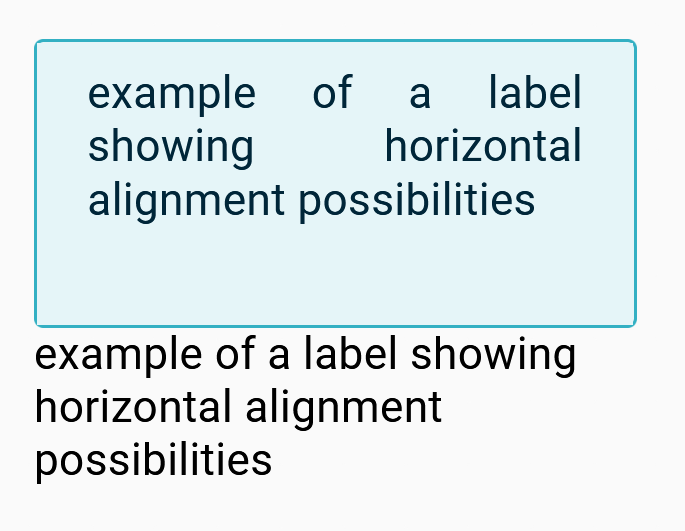 example of a label
showing horizontal
alignment possibilities
example of a label showing
horizontal alignment
possibilities